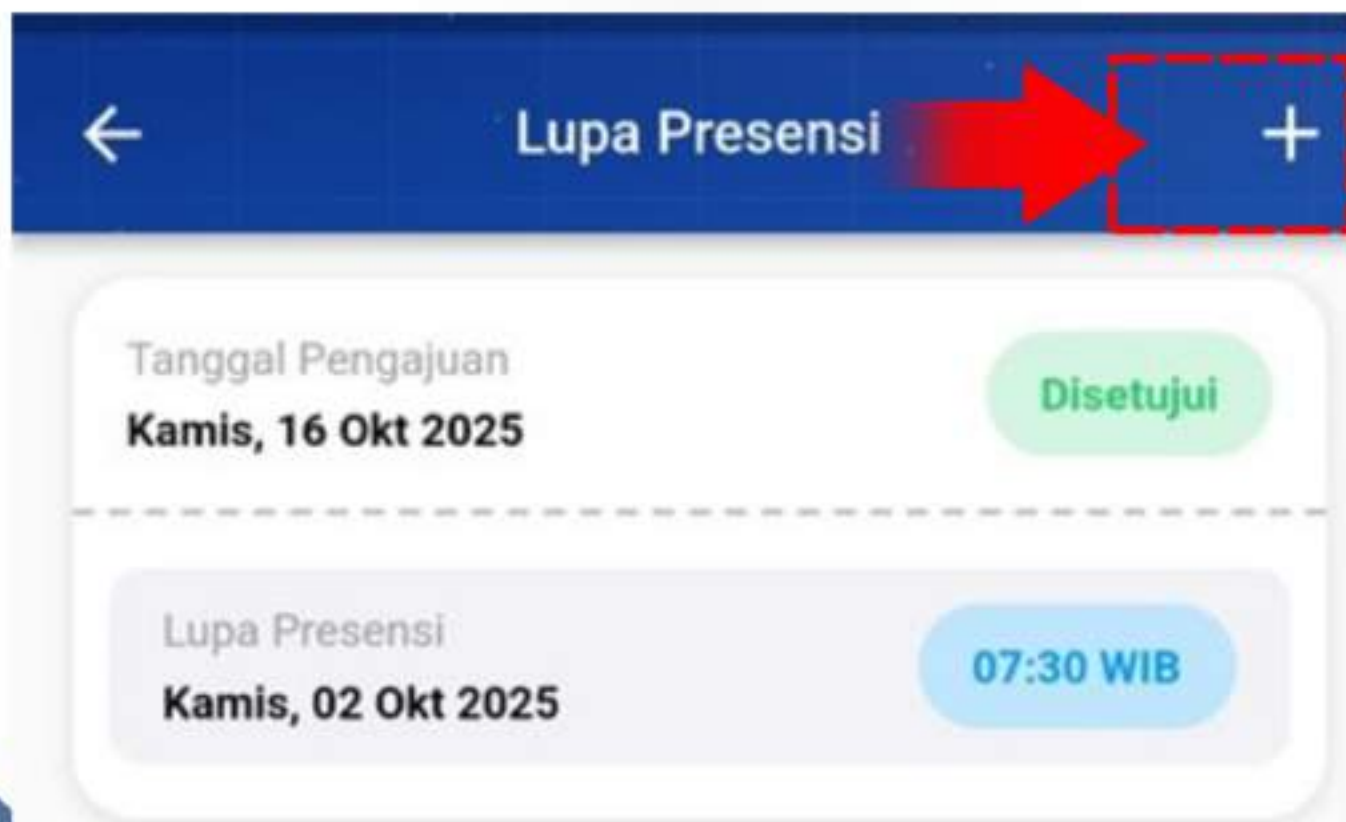 Lupa Presensi
Tanggal Pengajuan
Disetujui
Kamis, 16 Okt 2025
Lupa Presensi
07:30 WIB
Kamis, 02 Okt 2025